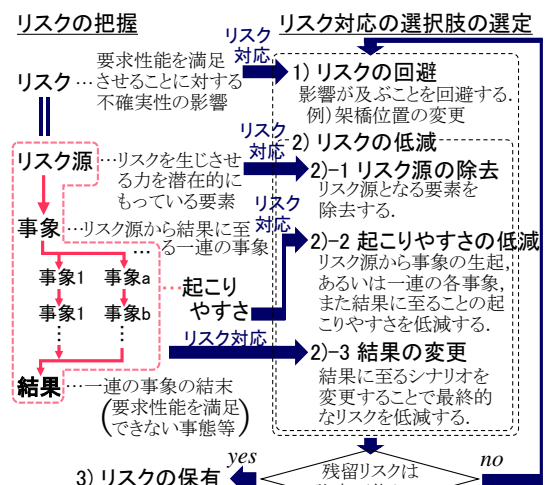 リスクの把握
リスク対応の選択肢の選定
リスク
…要求性能を満足
させることに対する
不確実性の影響
リスク
対応
1) リスクの回避
影響が及ぶことを回避する.
例)架橋位置の変更
リスク源
…リスクを生じさせ
る力を潜在的に
もっている要素
リスク
対応
2) リスクの低減
2)-1 リスク源の除去
リスク源となる要素を
除去する.
事象
…リスク源から結果に至
る一連の事象
事象1
事象a
…
事象1
事象b
⋮
⋮
…起こり
やすさ
リスク
対応
2)-2 起こりやすさの低減
リスク源から事象の生起,
あるいは一連の各事象,
また結果に至ることの起
こりやすさを低減する.
リスク対応
2)-3 結果の変更
結果に至るシナリオを
変更することで最終的
なリスクを低減する.
結果
…一連の事象の結末
(要求性能を満足
できない事態等)
3) リスクの保有
yes
残留リスクは
no